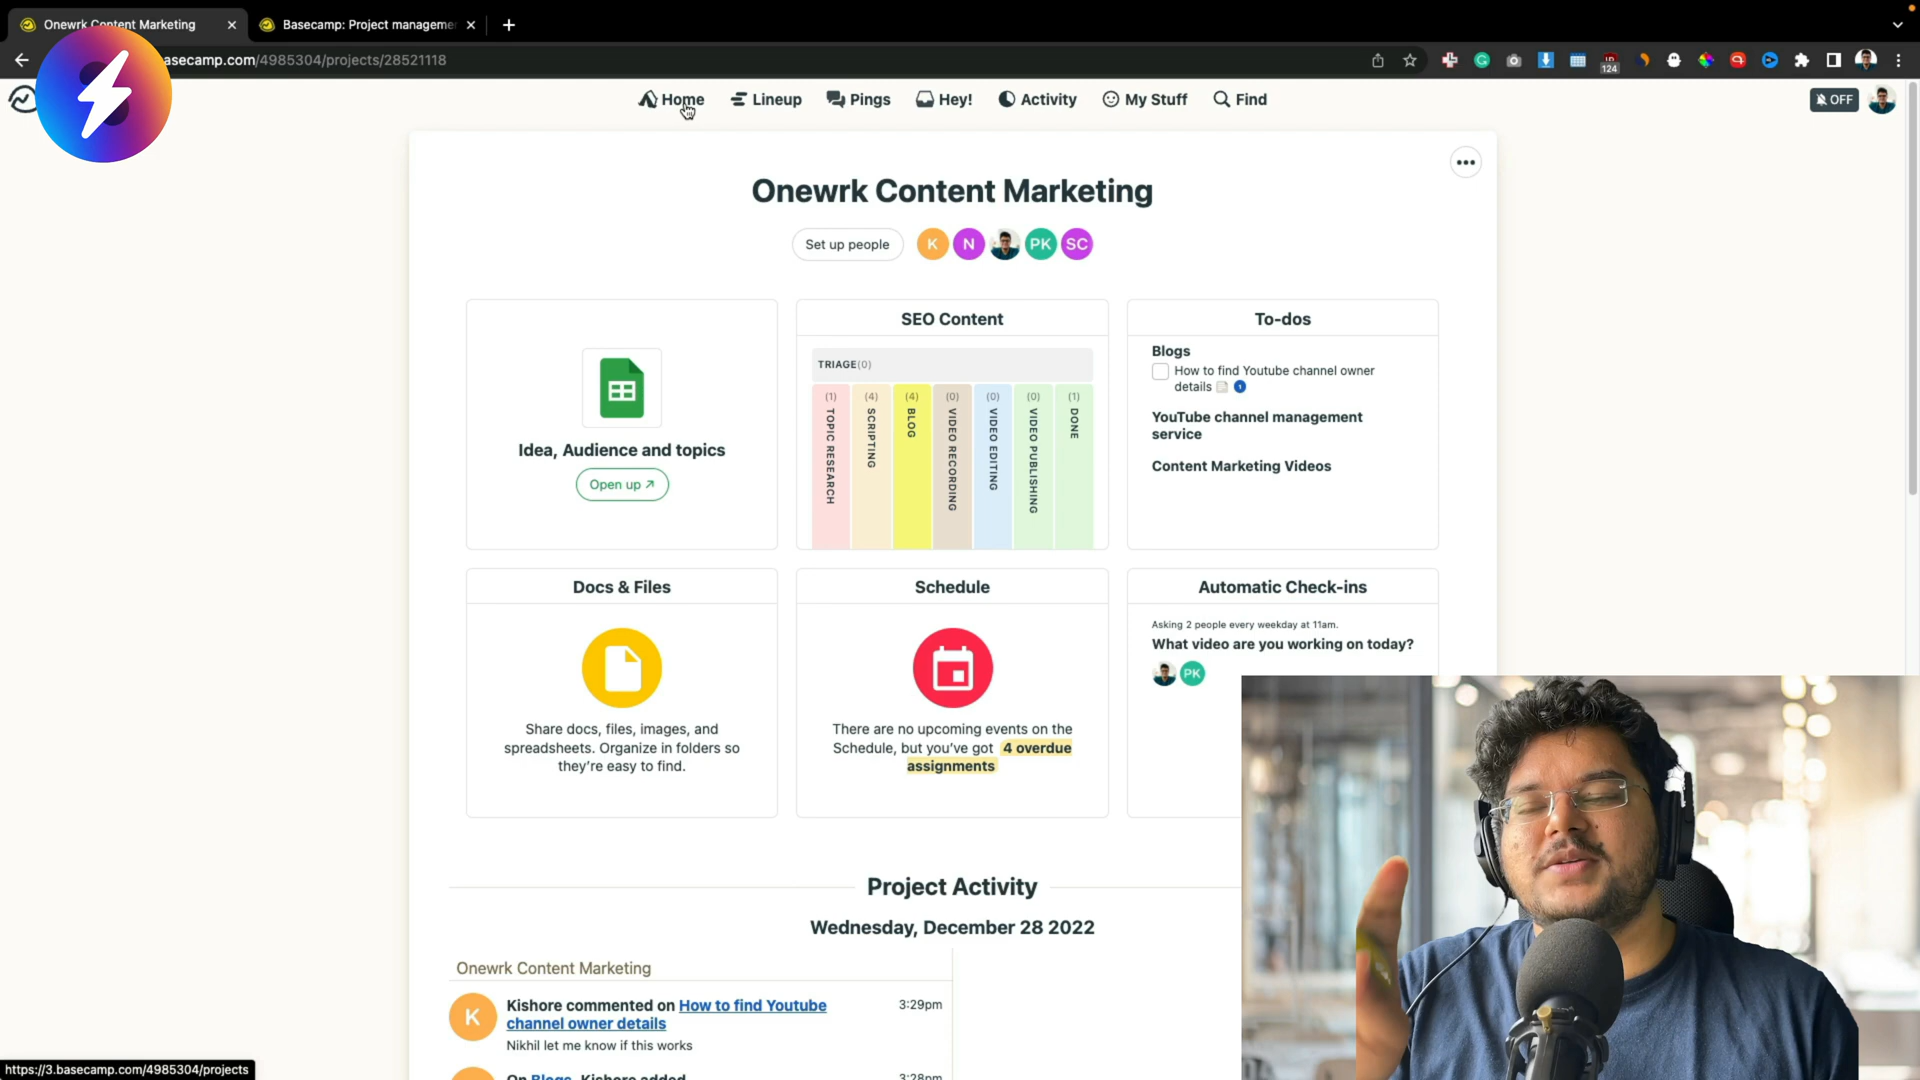 Onewrk Content Marketing
Basecamp: Project manageme
asecamp.com/4985304/projects/28521118
124
Home
Lineup
Pings
Hey!
Activity
My Stuff
Find
OFF
Onewrk Content Marketing
Set up people
K
N
PK
SC
Idea, Audience and topics
Open up ↗
SEO Content
TRIAGE(0)
(1) TOPIC RESEARCH
(4) SCRIPTING
(4) BLOG
(0) VIDEO RECORDING
(0) VIDEO EDITING
(0) VIDEO PUBLISHING
(1) DONE
To-dos
Blogs
How to find Youtube channel owner
details
1
YouTube channel management
service
Content Marketing Videos
Docs & Files
Share docs, files, images, and
spreadsheets. Organize in folders so
they're easy to find.
Schedule
There are no upcoming events on the
Schedule, but you've got 4 overdue
assignments
Automatic Check-ins
Asking 2 people every weekday at 11am.
What video are you working on today?
PK
Project Activity
Wednesday, December 28 2022
Onewrk Content Marketing
K
Kishore commented on How to find Youtube
channel owner details
3:29pm
Nikhil let me know if this works
On Blogs, Kishore added
3:28pm
https://3.basecamp.com/4985304/projects